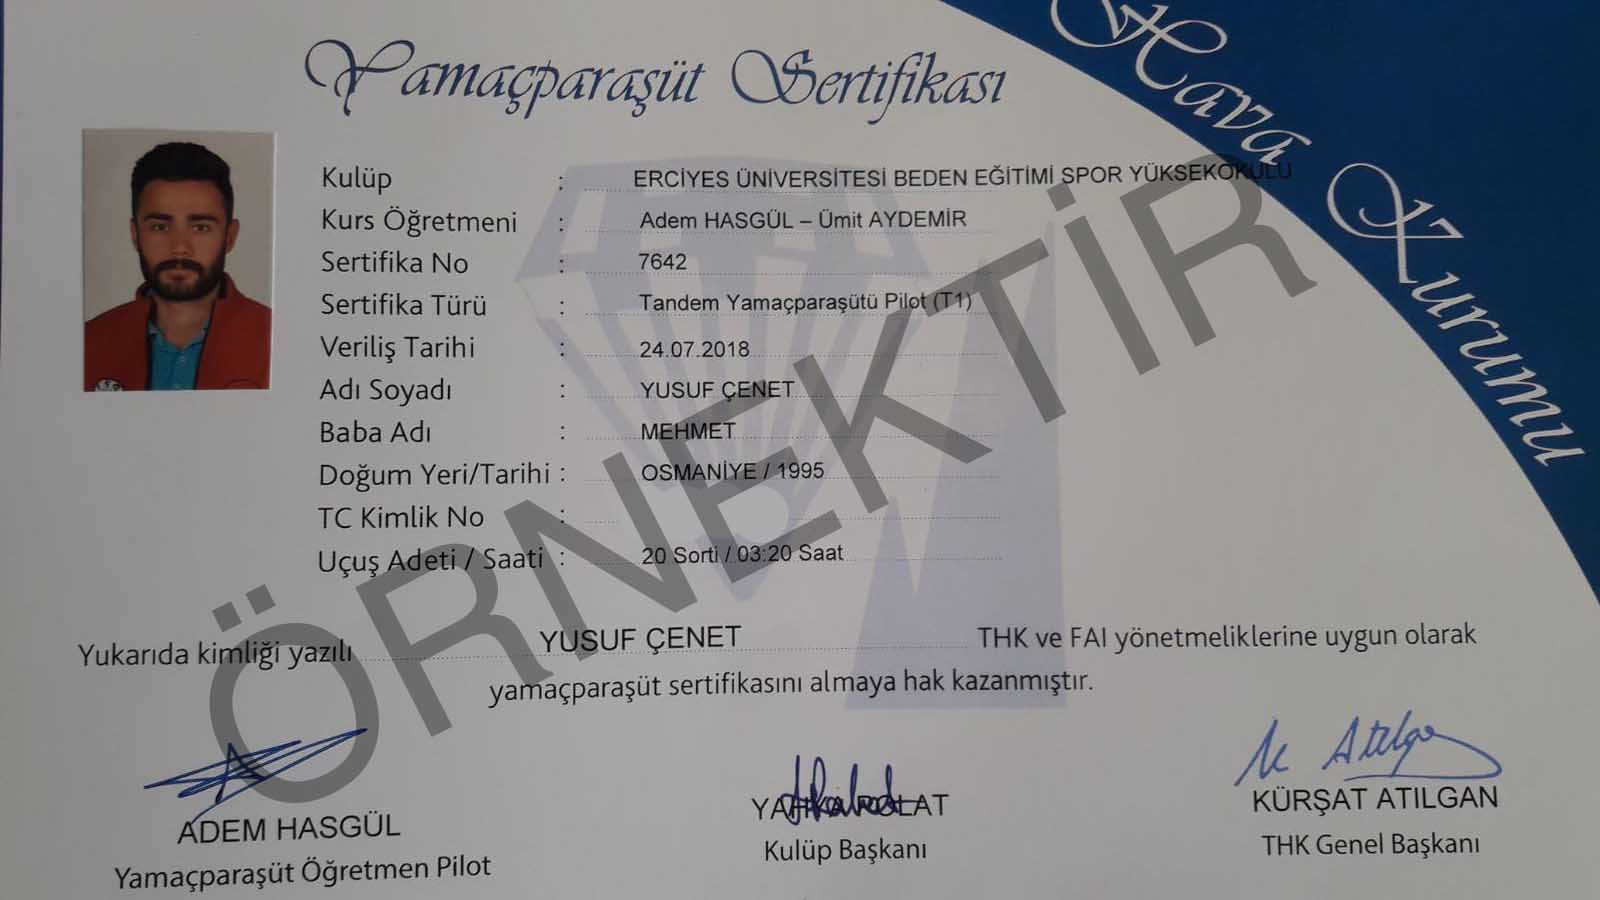 Yamaçparaşüt Sertifikası
Hava Kurumu
Kulüp : ERCİYES ÜNİVERSİTESİ BEDEN EĞİTİMİ SPOR YÜKSEKOKULU
Kurs Öğretmeni : Adem HASGÜL – Ümit AYDEMİR
Sertifika No : 7642
Sertifika Türü : Tandem Yamaçparaşütü Pilot (T1)
Veriliş Tarihi : 24.07.2018
Adı Soyadı : YUSUF ÇENET
Baba Adı : MEHMET
Doğum Yeri/Tarihi : OSMANİYE / 1995
TC Kimlik No :
Uçuş Adeti / Saati : 20 Sorti / 03:20 Saat
ÖRNEKTİR
Yukarıda kimliği yazılı YUSUF ÇENET THK ve FAI yönetmeliklerine uygun olarak
yamaçparaşüt sertifikasını almaya hak kazanmıştır.
ADEM HASGÜL
Yamaçparaşüt Öğretmen Pilot
POLAT
Kulüp Başkanı
KÜRŞAT ATILGAN
THK Genel Başkanı